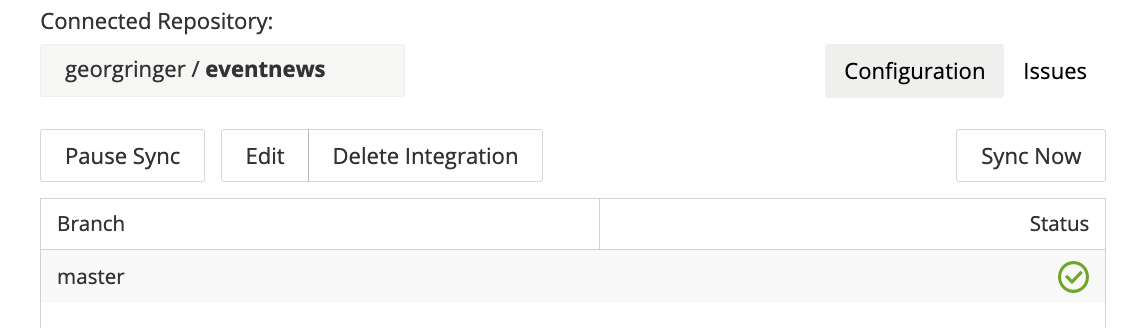 Connected Repository:
georgringer / eventnews
Configuration Issues
Pause Sync Edit Delete Integration Sync Now
Branch Status
master